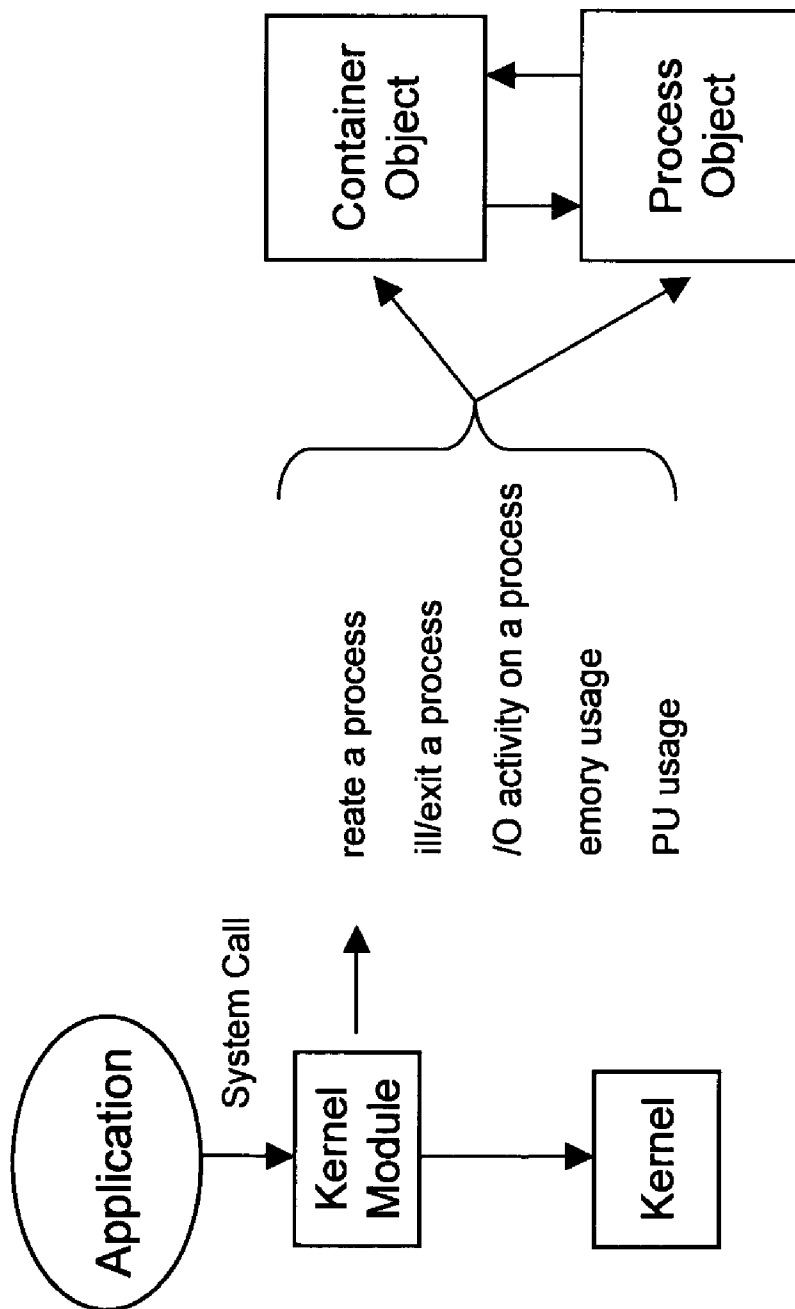 Application
System Call
Kernel
Module
Kernel
reate a process
ill/exit a process
/O activity on a process
emory usage
PU usage
Container
Object
Process
Object